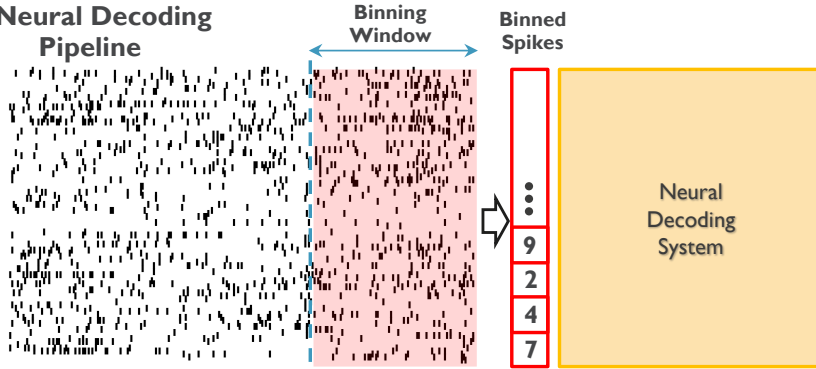 Neural Decoding
Pipeline
Binning
Window
Binned
Spikes
9
2
4
7
Neural
Decoding
System